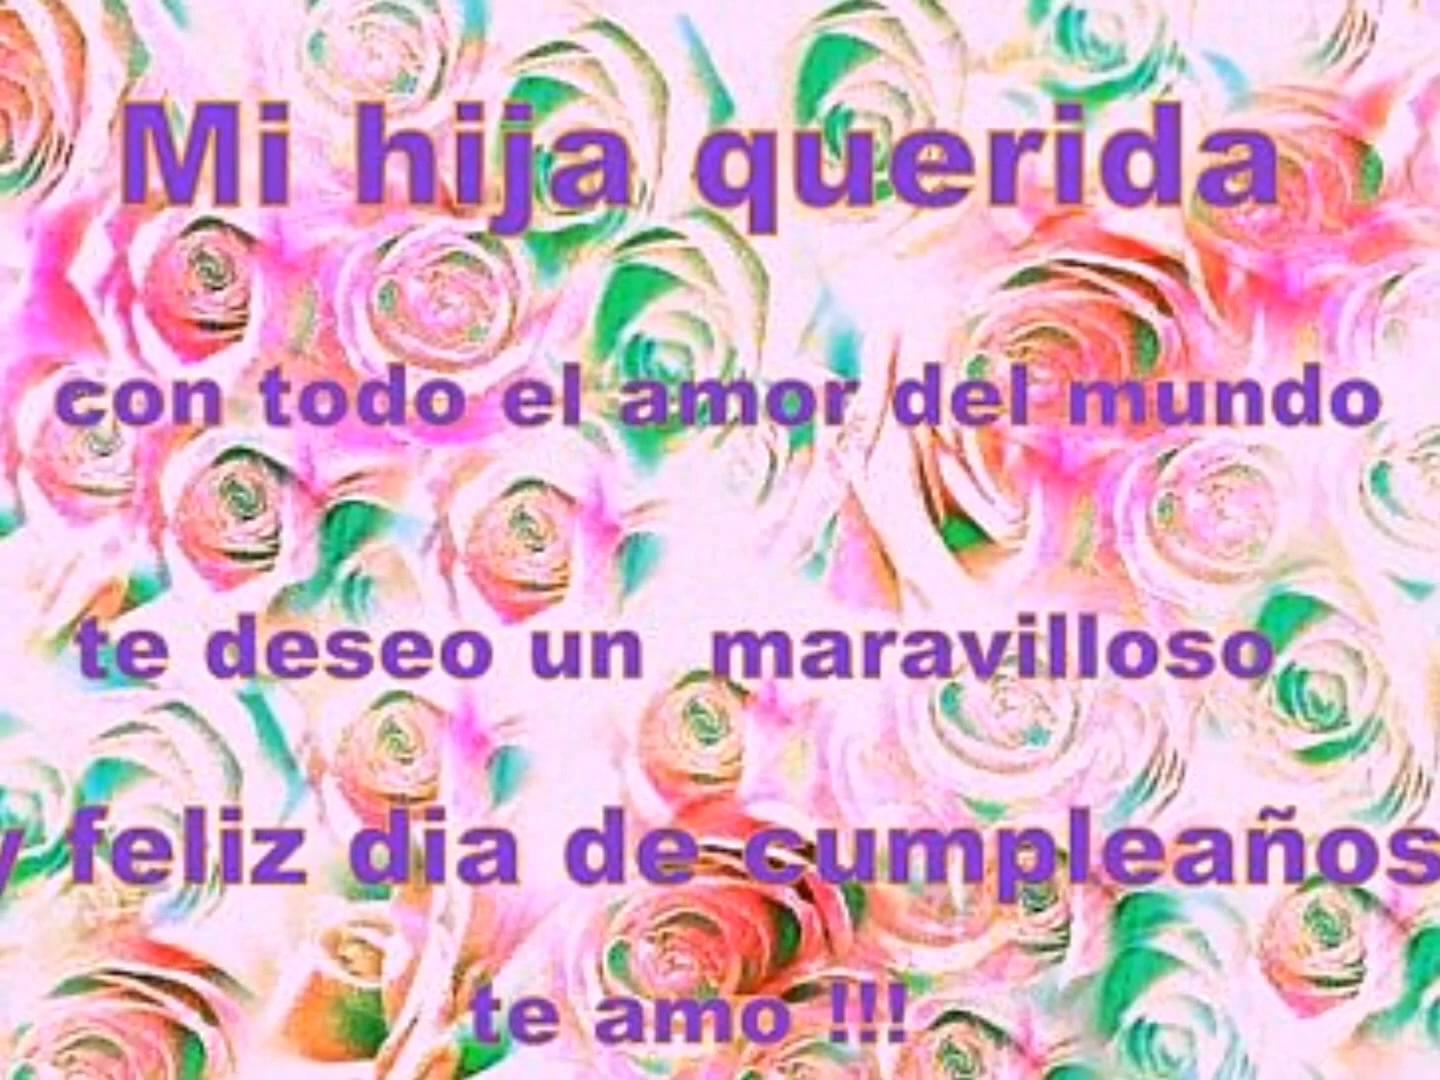 Mi hija querida
con todo el amor del mundo
te deseo un maravilloso
y feliz dia de cumpleaños
te amo !!!